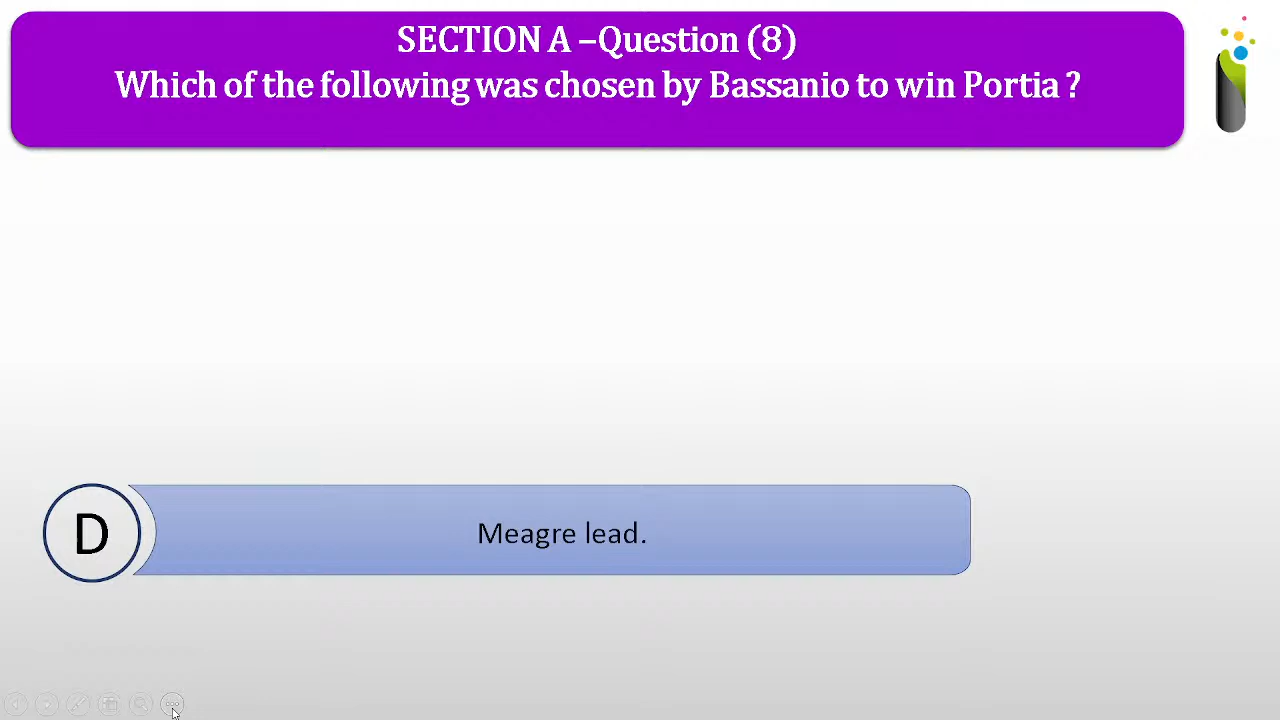 SECTION A –Question (8)
Which of the following was chosen by Bassanio to win Portia ?
D
Meagre lead.